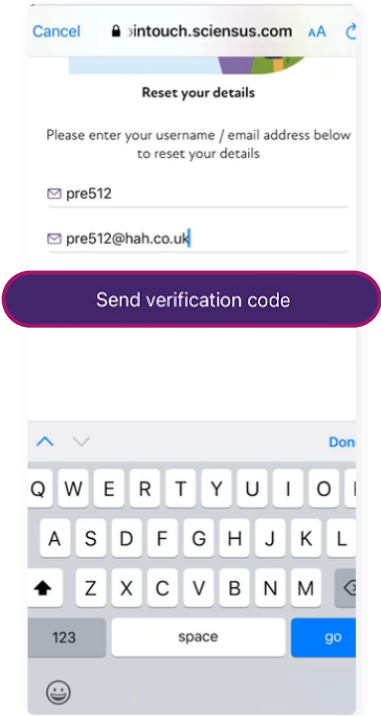 Cancel intouch.sciensus.com AA
Reset your details
Please enter your username / email address below
to reset your details
pre512
pre512@hah.co.uk
Send verification code
Don
Q W E R T Y U I O
A S D F G H J K L
Z X C V B N M
123 space go